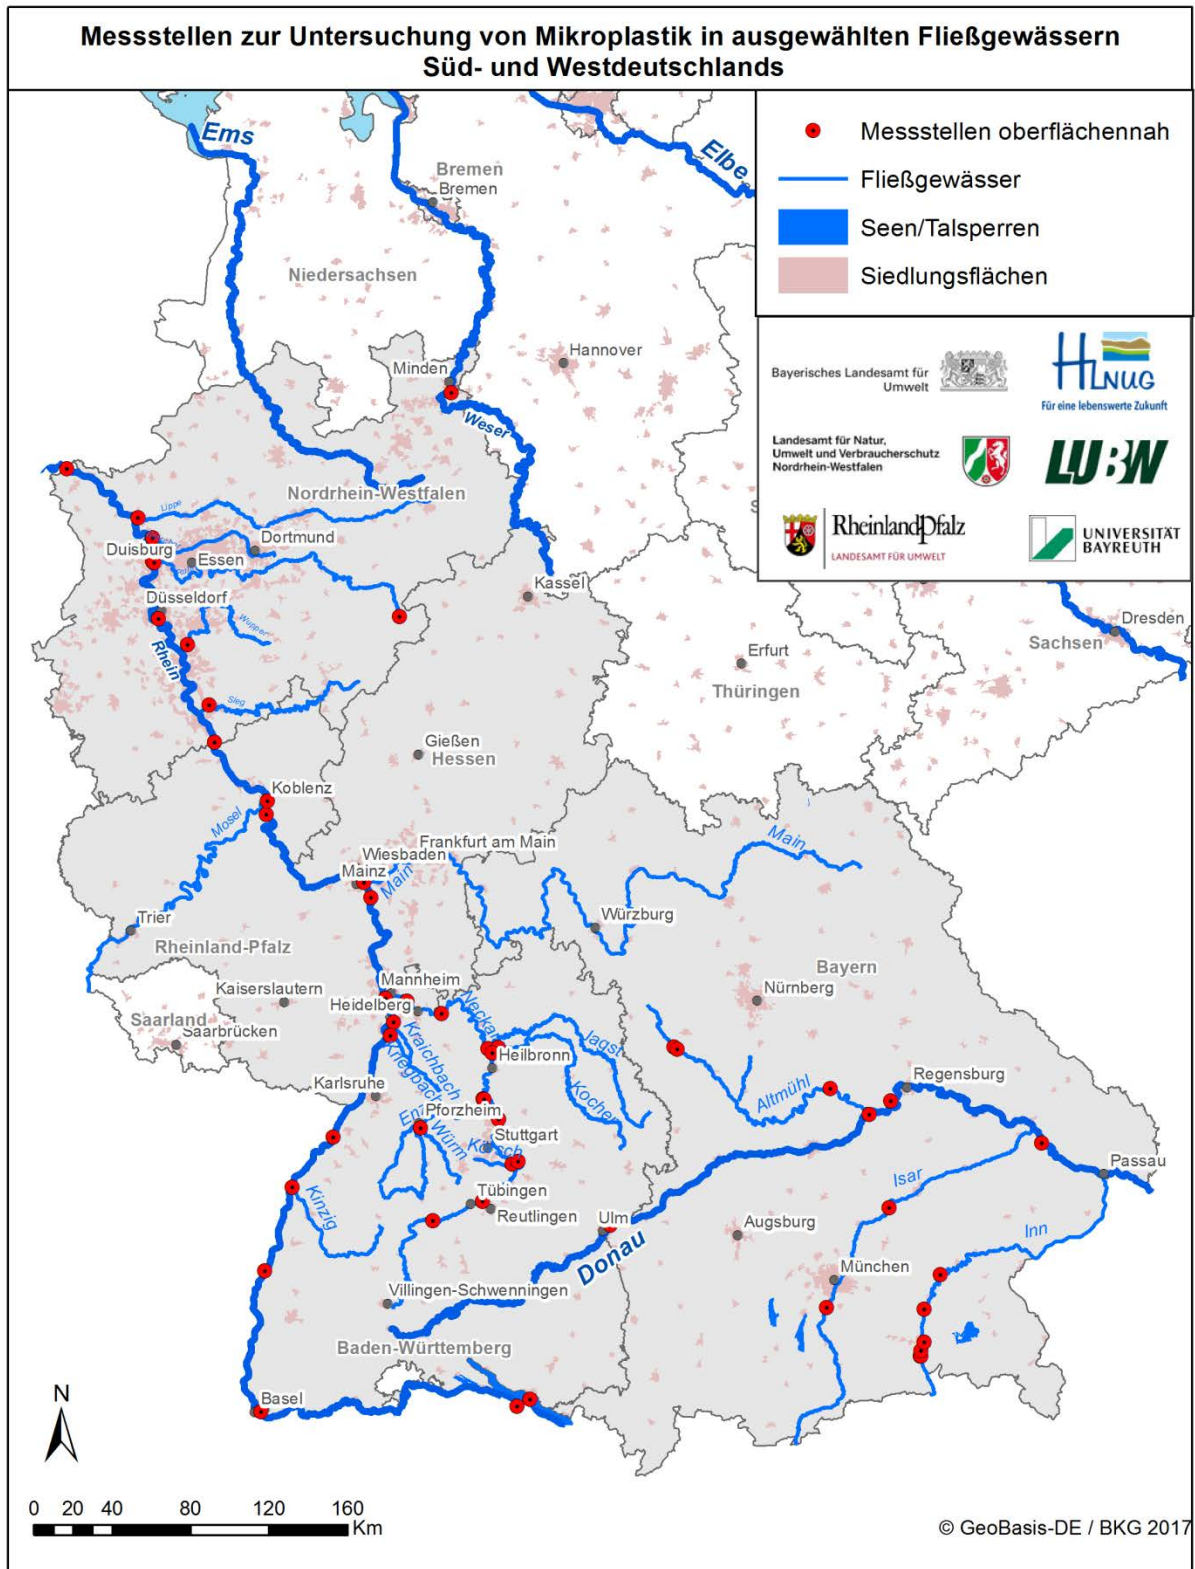 Messstellen zur Untersuchung von Mikroplastik in ausgewählten Fließgewässern
Süd- und Westdeutschlands
Messstellen oberflächennah
Fließgewässer
Seen/Talsperren
Siedlungsflächen
Bayerisches Landesamt für
Umwelt
HLNUG
Für eine lebenswerte Zukunft
Landesamt für Natur,
Umwelt und Verbraucherschutz
Nordrhein-Westfalen
LUBW
RheinlandPfalz
LANDESAMT FÜR UMWELT
UNIVERSITÄT
BAYREUTH
Ems
Elbe
Bremen
Bremen
Niedersachsen
Hannover
Minden
Weser
Nordrhein-Westfalen
Lippe
Dortmund
Duisburg
Essen
Kassel
Düsseldorf
Wupper
Rhein
Dresden
Sachsen
Erfurt
Thüringen
Sieg
Gießen
Hessen
Koblenz
Mosel
Frankfurt am Main
Wiesbaden
Mainz
Main
Main
Trier
Würzburg
Rheinland-Pfalz
Bayern
Kaiserslautern
Mannheim
Nürnberg
Heidelberg
Neckar
Saarland
Saarbrücken
Kraichbach
Kriegbach
Jagst
Heilbronn
Kocher
Karlsruhe
Regensburg
Altmühl
Pforzheim
Enz
Würm
Stuttgart
Körsch
Passau
Isar
Kinzig
Tübingen
Reutlingen
Ulm
Augsburg
Inn
Donau
München
Villingen-Schwenningen
Baden-Württemberg
Basel
N
0 20 40 80 120 160
Km
© GeoBasis-DE / BKG 2017